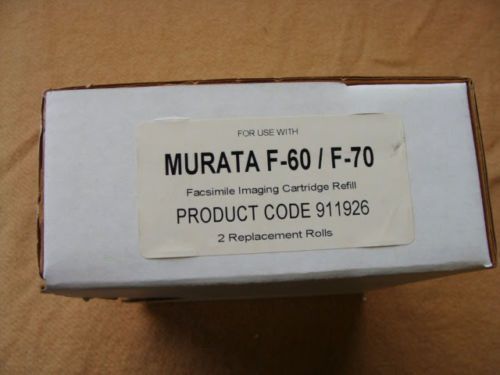 FOR USE WITH
MURATA F-60 / F-70
Facsimile Imaging Cartridge Refill
PRODUCT CODE 911926
2 Replacement Rolls